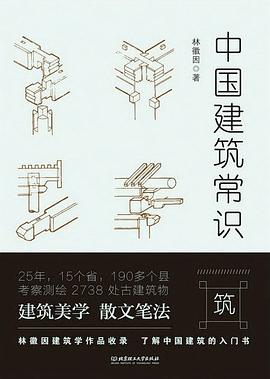 中国建筑常识
林徽因◎著
25年，15个省，190多个县
考察测绘 2738 处古建筑物
建筑美学 散文笔法
筑
林徽因建筑学作品收录 了解中国建筑的入门书
北京理工大学出版社